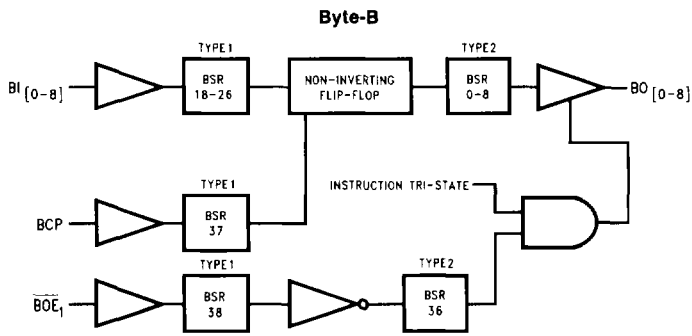 Byte-B
TYPE1
TYPE2
BI [0-8]
BSR
18-26
NON-INVERTING
FLIP-FLOP
BSR
0-8
BO [0-8]
TYPE1
INSTRUCTION TRI-STATE
BCP
BSR
37
TYPE1
TYPE2
BOE1
BSR
38
BSR
36